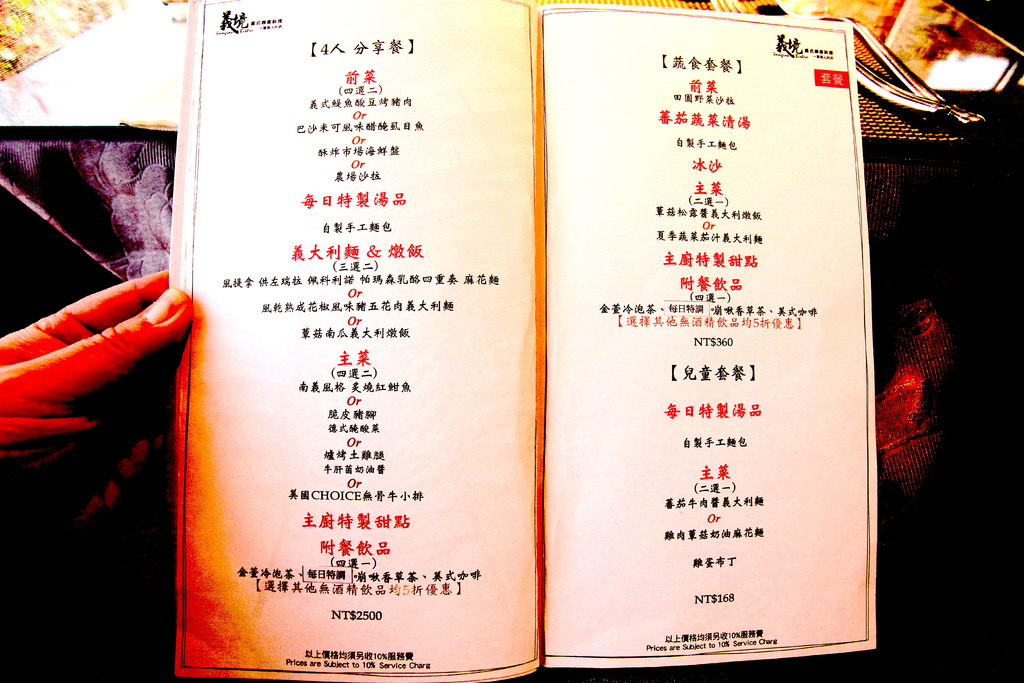 義境 義式輕蔬料理
【4人 分享餐】
前菜
(四選二)
義式鯷魚酸豆烤豬肉
Or
巴沙米可風味醋醃虱目魚
Or
酥炸市場海鮮盤
Or
農場沙拉
每日特製湯品
自製手工麵包
義大利麵 & 燉飯
(三選二)
風提拿 供左瑞拉 佩科利諾 帕瑪森乳酪四重奏 麻花麵
Or
風乾熟成花椒風味豬五花肉義大利麵
Or
蕈菇南瓜義大利燉飯
主菜
(四選二)
南義風格 炙燒紅魽魚
Or
脆皮豬腳
德式醃酸菜
Or
爐烤土雞腿
牛肝菌奶油醬
Or
美國CHOICE無骨牛小排
主廚特製甜點
附餐飲品
(四選一)
金萱冷泡茶、每日特調、嘣啾香草茶、美式咖啡
【選擇其他無酒精飲品均5折優惠】
NT$2500
以上價格均須另收10%服務費
Prices are Subject to 10% Service Charg
義境
套餐
【蔬食套餐】
前菜
田園野菜沙拉
蕃茄蔬菜清湯
自製手工麵包
冰沙
主菜
(二選一)
蕈菇松露醬義大利燉飯
Or
夏季蔬菜茄汁義大利麵
主廚特製甜點
附餐飲品
(四選一)
金萱冷泡茶、每日特調、嘣啾香草茶、美式咖啡
【選擇其他無酒精飲品均5折優惠】
NT$360
【兒童套餐】
每日特製湯品
自製手工麵包
主菜
(二選一)
蕃茄牛肉醬義大利麵
Or
雞肉蕈菇奶油麻花麵
雞蛋布丁
NT$168
以上價格均須另收10%服務費
Prices are Subject to 10% Service Charg